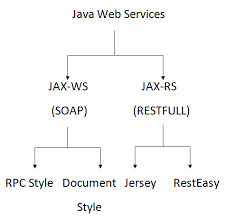 Java Web Services
JAX-WS JAX-RS
(SOAP) (RESTFULL)
RPC Style Document Jersey RestEasy
Style